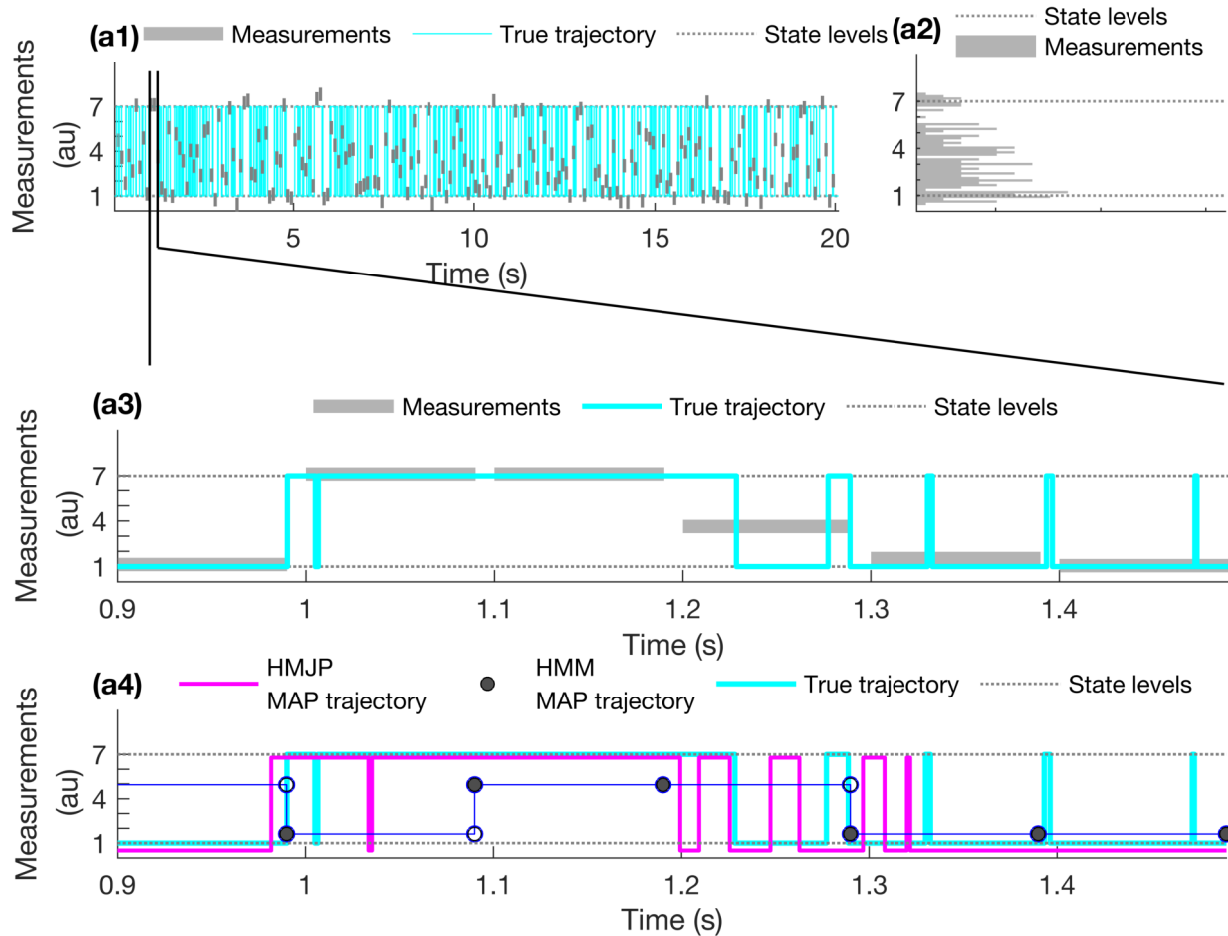 (a1) Measurements True trajectory State levels
Measurements
(au)
7
4
1
5 10 15 20
Time (s)
(a2) State levels
Measurements
7
4
1
(a3) Measurements True trajectory State levels
Measurements
(au)
7
4
1
0.9 1 1.1 1.2 1.3 1.4
Time (s)
(a4) HMJP
MAP trajectory
HMM
MAP trajectory
True trajectory State levels
Measurements
(au)
7
4
1
0.9 1 1.1 1.2 1.3 1.4
Time (s)